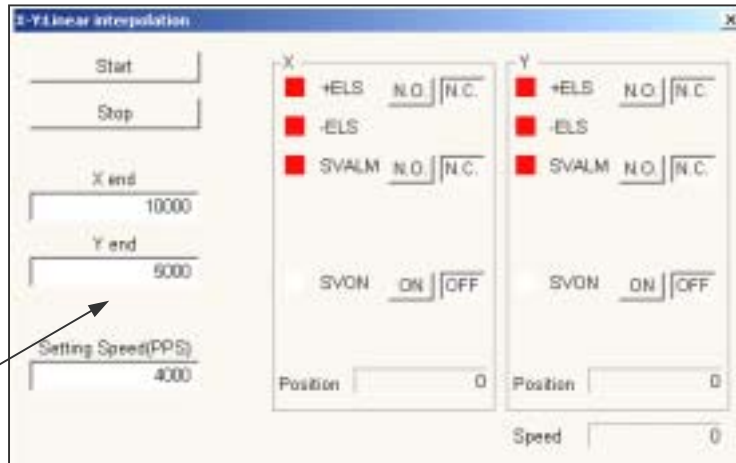 X-Y:Linear interpolation
Start
Stop
X end
10000
Y end
5000
Setting Speed(PPS)
4000
X
+ELS N.O. N.C.
-ELS
SVALM N.O. N.C.
SVON ON OFF
Position 0
Y
+ELS N.O. N.C.
-ELS
SVALM N.O. N.C.
SVON ON OFF
Position 0
Speed 0